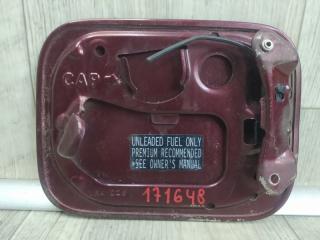 CAP
UNLEADED FUEL ONLY
PREMIUM RECOMMENDED
*SEE OWNER'S MANUAL
171648